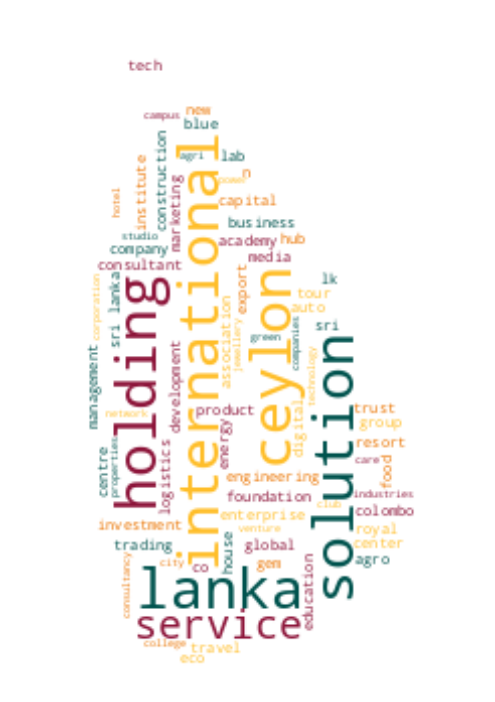 tech
campus
new
blue
agri
lab
construction
institute
hotel
marketing
international
power
n
capital
studio
business
company
academy
hub
consultant
media
holding
ceylon
export
lk
tour
auto
sri lanka
corporation
association
jewellery
green
companies
sri
technology
solution
management
development
network
product
digital
trust
group
energy
resort
centre
properties
logistics
care
food
engineering
foundation
industries
club
enterprise
colombo
investment
venture
royal
trading
house
global
center
city
co
gem
agro
lanka
consultancy
education
service
college
travel
eco